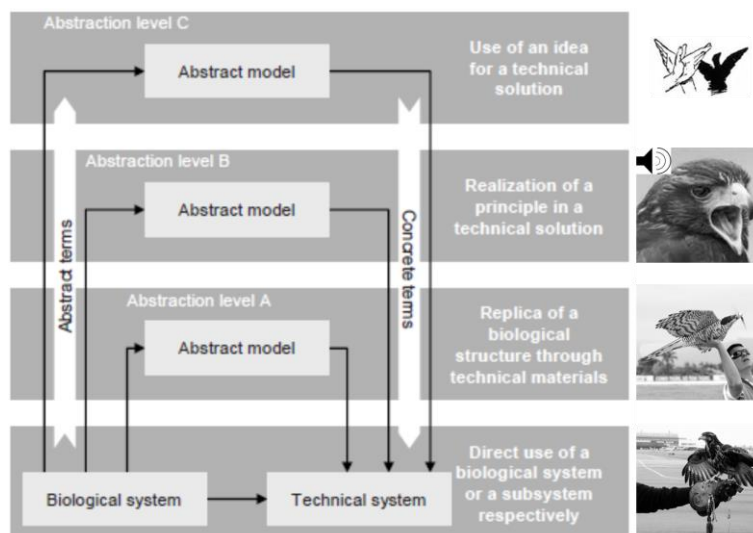 Abstraction level C
Abstract model
Use of an idea
for a technical
solution
Abstraction level B
Abstract model
Realization of a
principle in a
technical solution
Abstract terms
Concrete terms
Abstraction level A
Abstract model
Replica of a
biological
structure through
technical materials
Biological system
Technical system
Direct use of a
biological system
or a subsystem
respectively